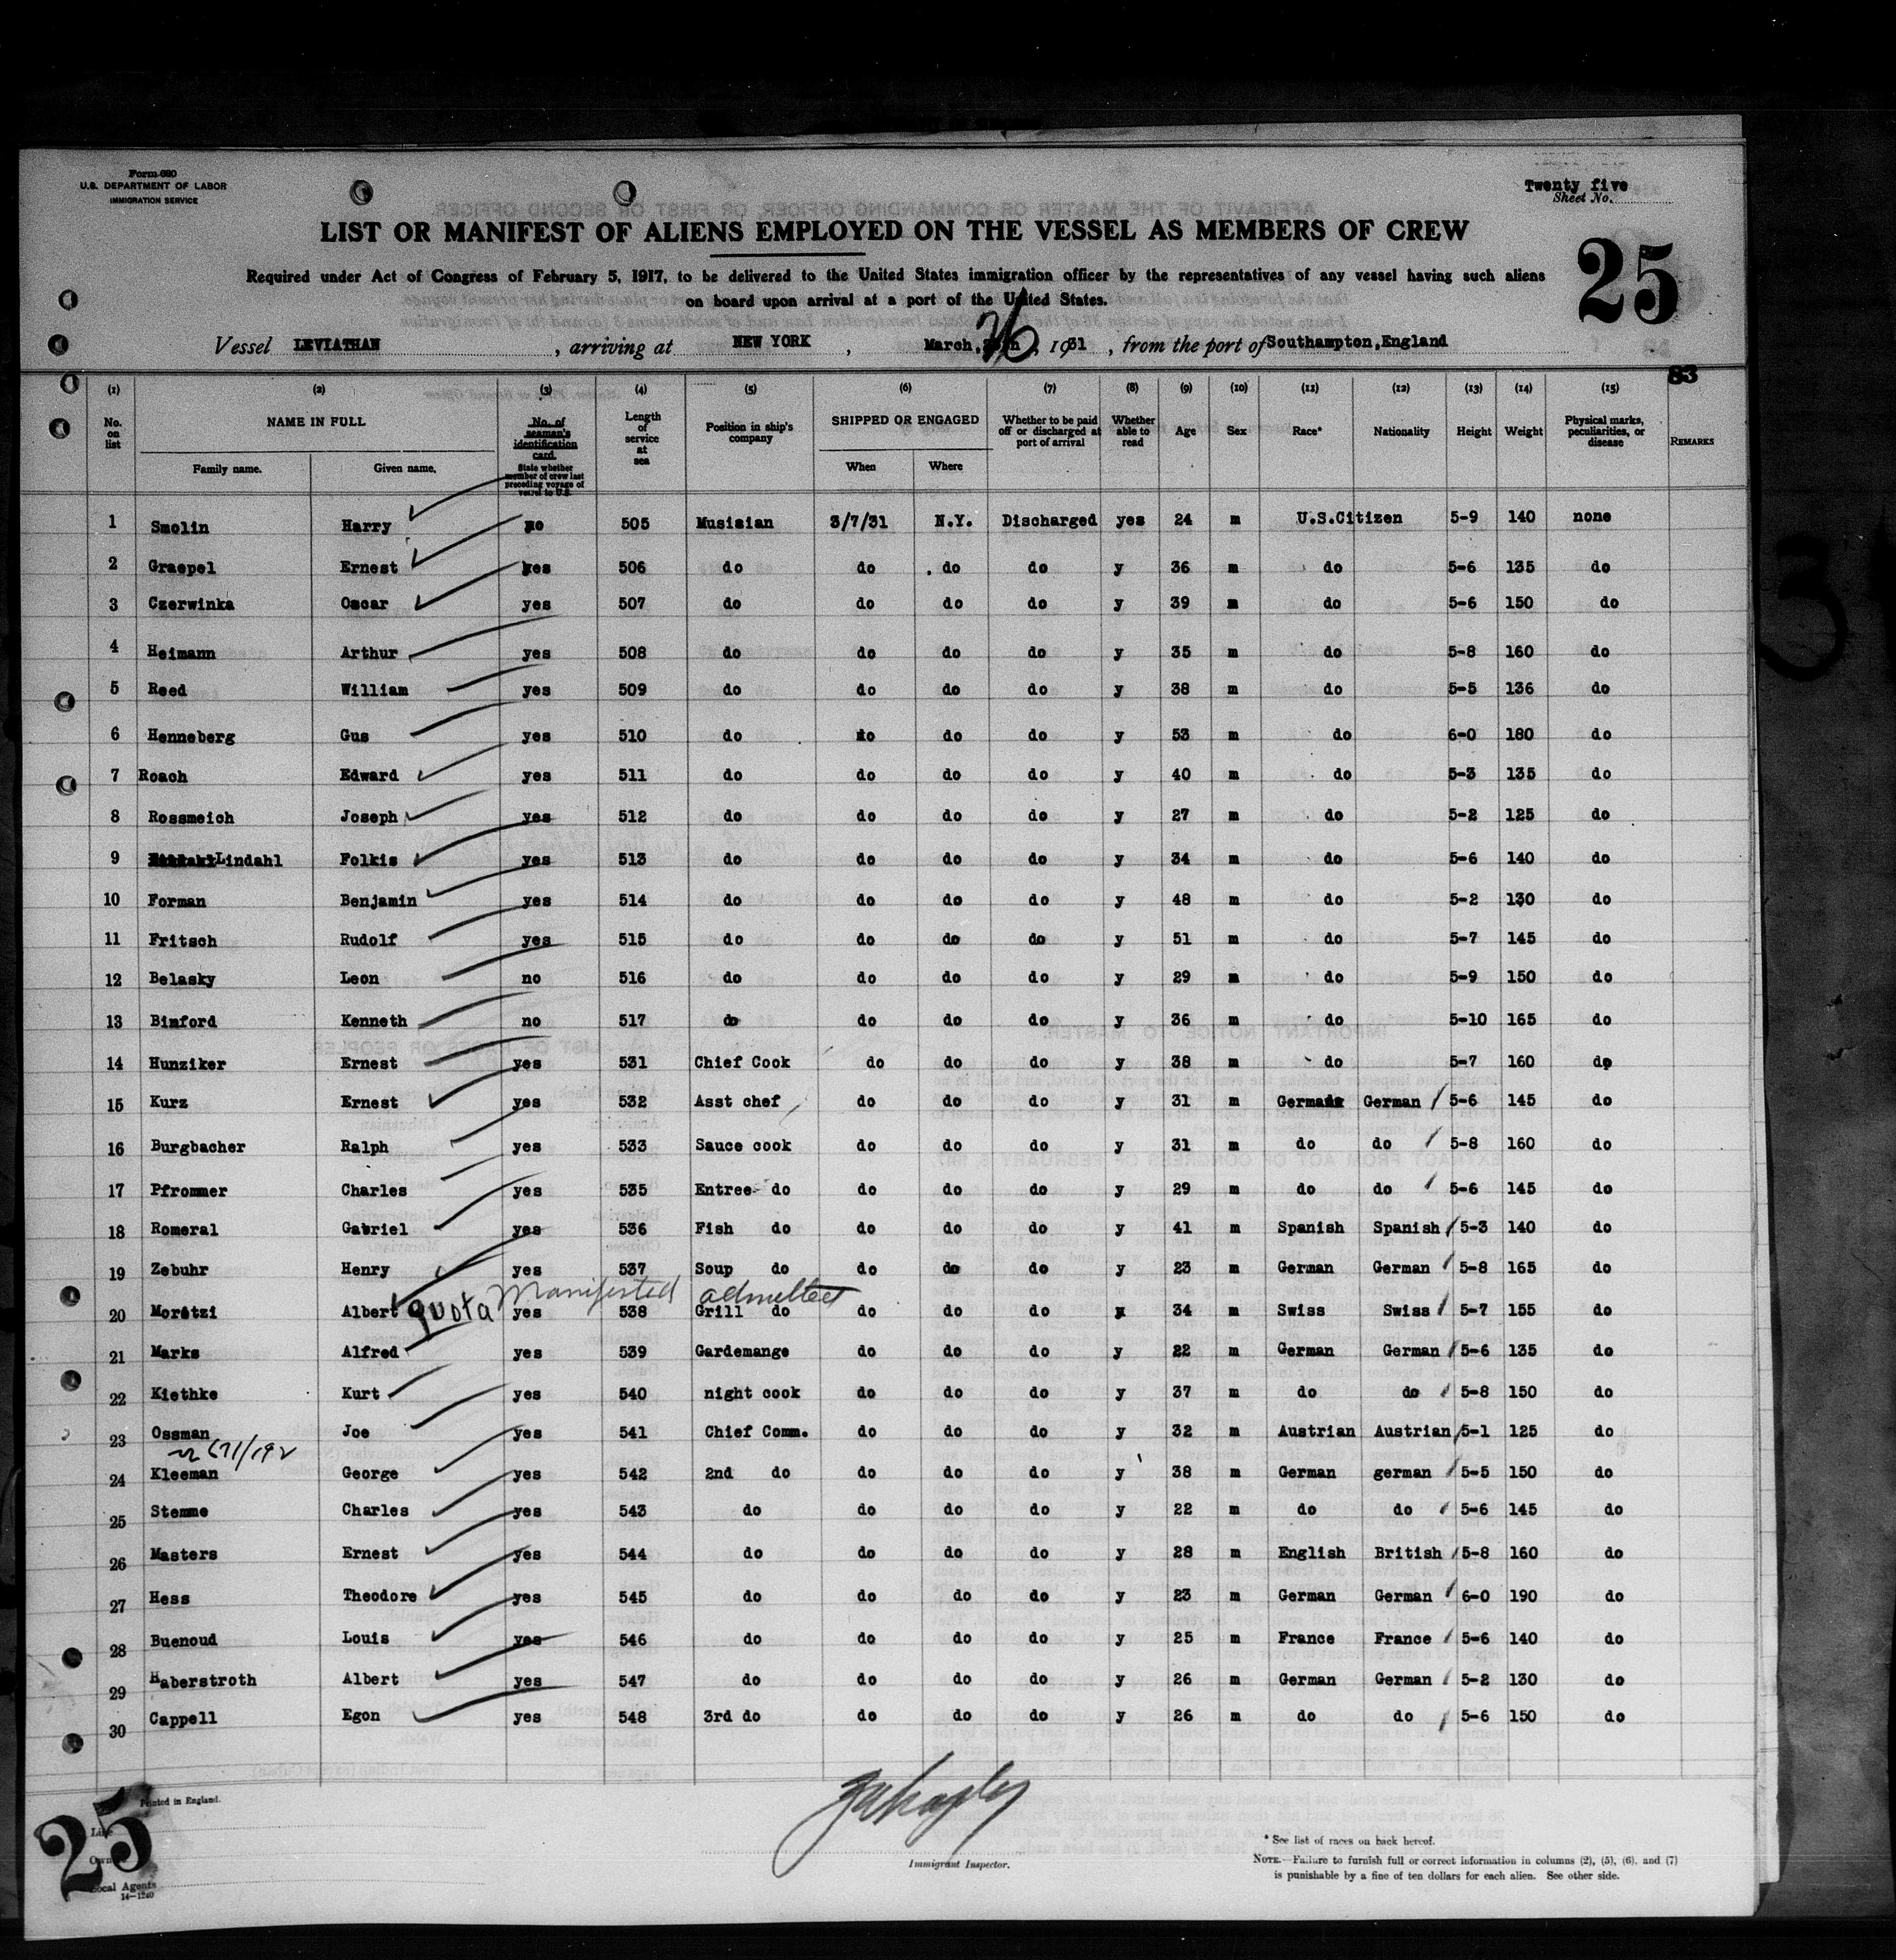 Form 680
U.S. DEPARTMENT OF LABOR
IMMIGRATION SERVICE
Twenty five
Sheet No.
LIST OR MANIFEST OF ALIENS EMPLOYED ON THE VESSEL AS MEMBERS OF CREW
25
Required under Act of Congress of February 5, 1917, to be delivered to the United States immigration officer by the representatives of any vessel having such aliens
on board upon arrival at a port of the United States.
Vessel LEVIATHAN, arriving at NEW YORK, March, 26, 1931, from the port of Southampton, England
83
(1) (2) (3) (4) (5) (6) (7) (8) (9) (10) (11) (12) (13) (14) (15)
No. on list NAME IN FULL Family name. Given name. No. of seaman's identification card. State whether member of crew last preceding voyage of vessel to U.S. Length of service at sea Position in ship's company SHIPPED OR ENGAGED When Where Whether to be paid off or discharged at port of arrival Whether able to read Age Sex Race* Nationality Height Weight Physical marks, peculiarities, or disease REMARKS
1 Smolin Harry no 505 Musisian 3/7/31 N.Y. Discharged yes 24 m U.S.Citizen 5-9 140 none
2 Graepel Ernest yes 506 do do do do y 36 m do 5-6 135 do
3 Czerwinka Oscar yes 507 do do do do y 39 m do 5-6 150 do
4 Heimann Arthur yes 508 do do do do y 35 m do 5-8 160 do
5 Reed William yes 509 do do do do y 38 m do 5-5 136 do
6 Henneberg Gus yes 510 do do do do y 53 m do 6-0 180 do
7 Roach Edward yes 511 do do do do y 40 m do 5-3 135 do
8 Rossmeich Joseph yes 512 do do do do y 27 m do 5-2 125 do
9 Lindahl Folkis yes 513 do do do do y 34 m do 5-6 140 do
10 Forman Benjamin yes 514 do do do do y 48 m do 5-2 130 do
11 Fritsch Rudolf yes 515 do do do do y 51 m do 5-7 145 do
12 Belasky Leon no 516 do do do do y 29 m do 5-9 150 do
13 Binford Kenneth no 517 do do do do y 36 m do 5-10 165 do
14 Hunziker Ernest yes 531 Chief Cook do do do y 38 m do 5-7 160 do
15 Kurz Ernest yes 532 Asst chef do do do y 31 m German German 5-6 145 do
16 Burgbacher Ralph yes 533 Sauce cook do do do y 31 m do do 5-8 160 do
17 Pfrommer Charles yes 535 Entree do do do do y 29 m do do 5-6 145 do
18 Romeral Gabriel yes 536 Fish do do do do y 41 m Spanish Spanish 5-3 140 do
19 Zebuhr Henry yes 537 Soup do do do do y 23 m German German 5-8 165 do
Quota Manifested admitted
20 Moratzi Albert yes 538 Grill do do do do y 34 m Swiss Swiss 5-7 155 do
21 Marks Alfred yes 539 Gardemange do do do y 22 m German German 5-6 135 do
22 Kiethke Kurt yes 540 night cook do do do y 37 m do do 5-8 150 do
23 Ossman Joe yes 541 Chief Comm. do do do y 32 m Austrian Austrian 5-1 125 do
671/192
24 Kleeman George yes 542 2nd do do do do y 38 m German german 5-5 150 do
25 Stemme Charles yes 543 do do do do y 22 m do do 5-6 145 do
26 Masters Ernest yes 544 do do do do y 28 m English British 5-8 160 do
27 Hess Theodore yes 545 do do do do y 23 m German German 6-0 190 do
28 Buenoud Louis yes 546 do do do do y 25 m France France 5-6 140 do
29 Haberstroth Albert yes 547 do do do do y 26 m German German 5-2 130 do
30 Cappell Egon yes 548 3rd do do do do y 26 m do do 5-6 150 do
Printed in England.
25
Local Agents
14—1240
Immigrant Inspector.
* See list of races on back hereof.
NOTE.—Failure to furnish full or correct information in columns (2), (5), (6), and (7)
is punishable by a fine of ten dollars for each alien. See other side.